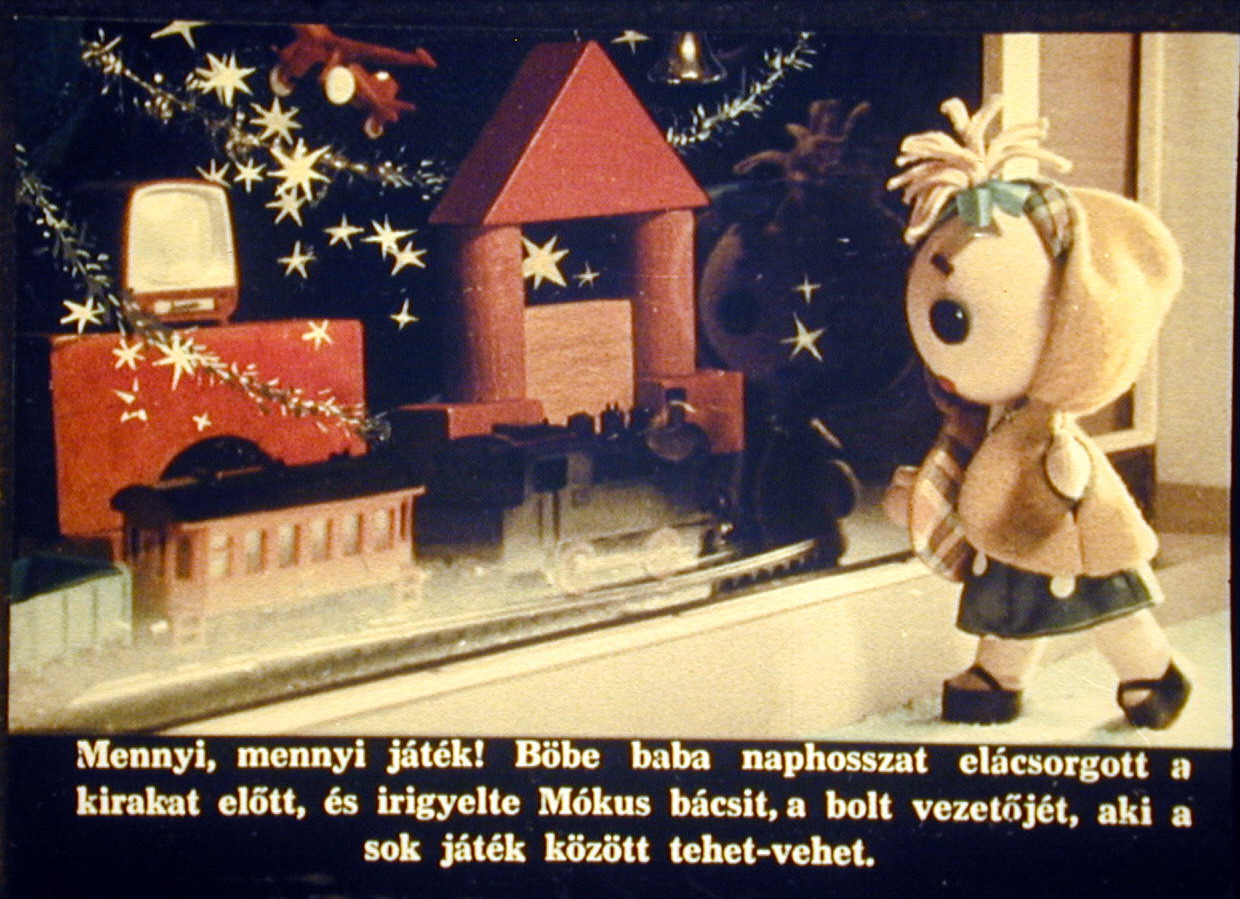 Mennyi, mennyi játék! Böbe baba naphosszat elácsorgott a
kirakat előtt, és irigyelte Mókus bácsit, a bolt vezetőjét, aki a
sok játék között tehet-vehet.